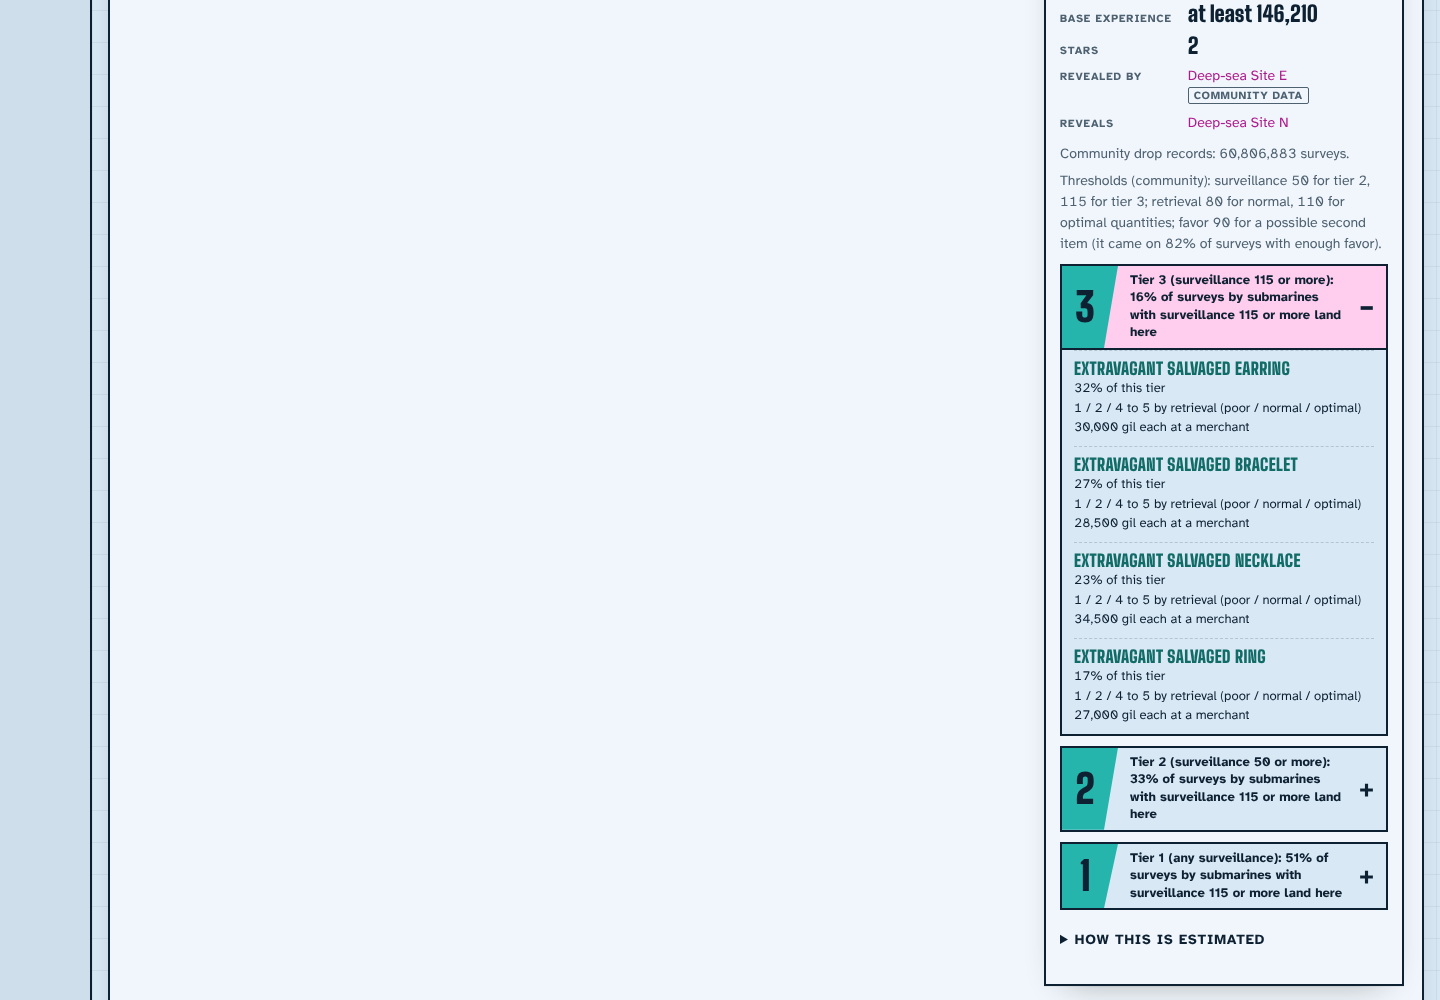 BASE EXPERIENCE at least 146,210
STARS 2
REVEALED BY Deep-sea Site E
COMMUNITY DATA
REVEALS Deep-sea Site N
Community drop records: 60,806,883 surveys.
Thresholds (community): surveillance 50 for tier 2,
115 for tier 3; retrieval 80 for normal, 110 for
optimal quantities; favor 90 for a possible second
item (it came on 82% of surveys with enough favor).
3
Tier 3 (surveillance 115 or more):
16% of surveys by submarines
with surveillance 115 or more land
here
−
EXTRAVAGANT SALVAGED EARRING
32% of this tier
1 / 2 / 4 to 5 by retrieval (poor / normal / optimal)
30,000 gil each at a merchant
EXTRAVAGANT SALVAGED BRACELET
27% of this tier
1 / 2 / 4 to 5 by retrieval (poor / normal / optimal)
28,500 gil each at a merchant
EXTRAVAGANT SALVAGED NECKLACE
23% of this tier
1 / 2 / 4 to 5 by retrieval (poor / normal / optimal)
34,500 gil each at a merchant
EXTRAVAGANT SALVAGED RING
17% of this tier
1 / 2 / 4 to 5 by retrieval (poor / normal / optimal)
27,000 gil each at a merchant
2
Tier 2 (surveillance 50 or more):
33% of surveys by submarines
with surveillance 115 or more land
here
+
1
Tier 1 (any surveillance): 51% of
surveys by submarines with
surveillance 115 or more land here
+
▶ HOW THIS IS ESTIMATED